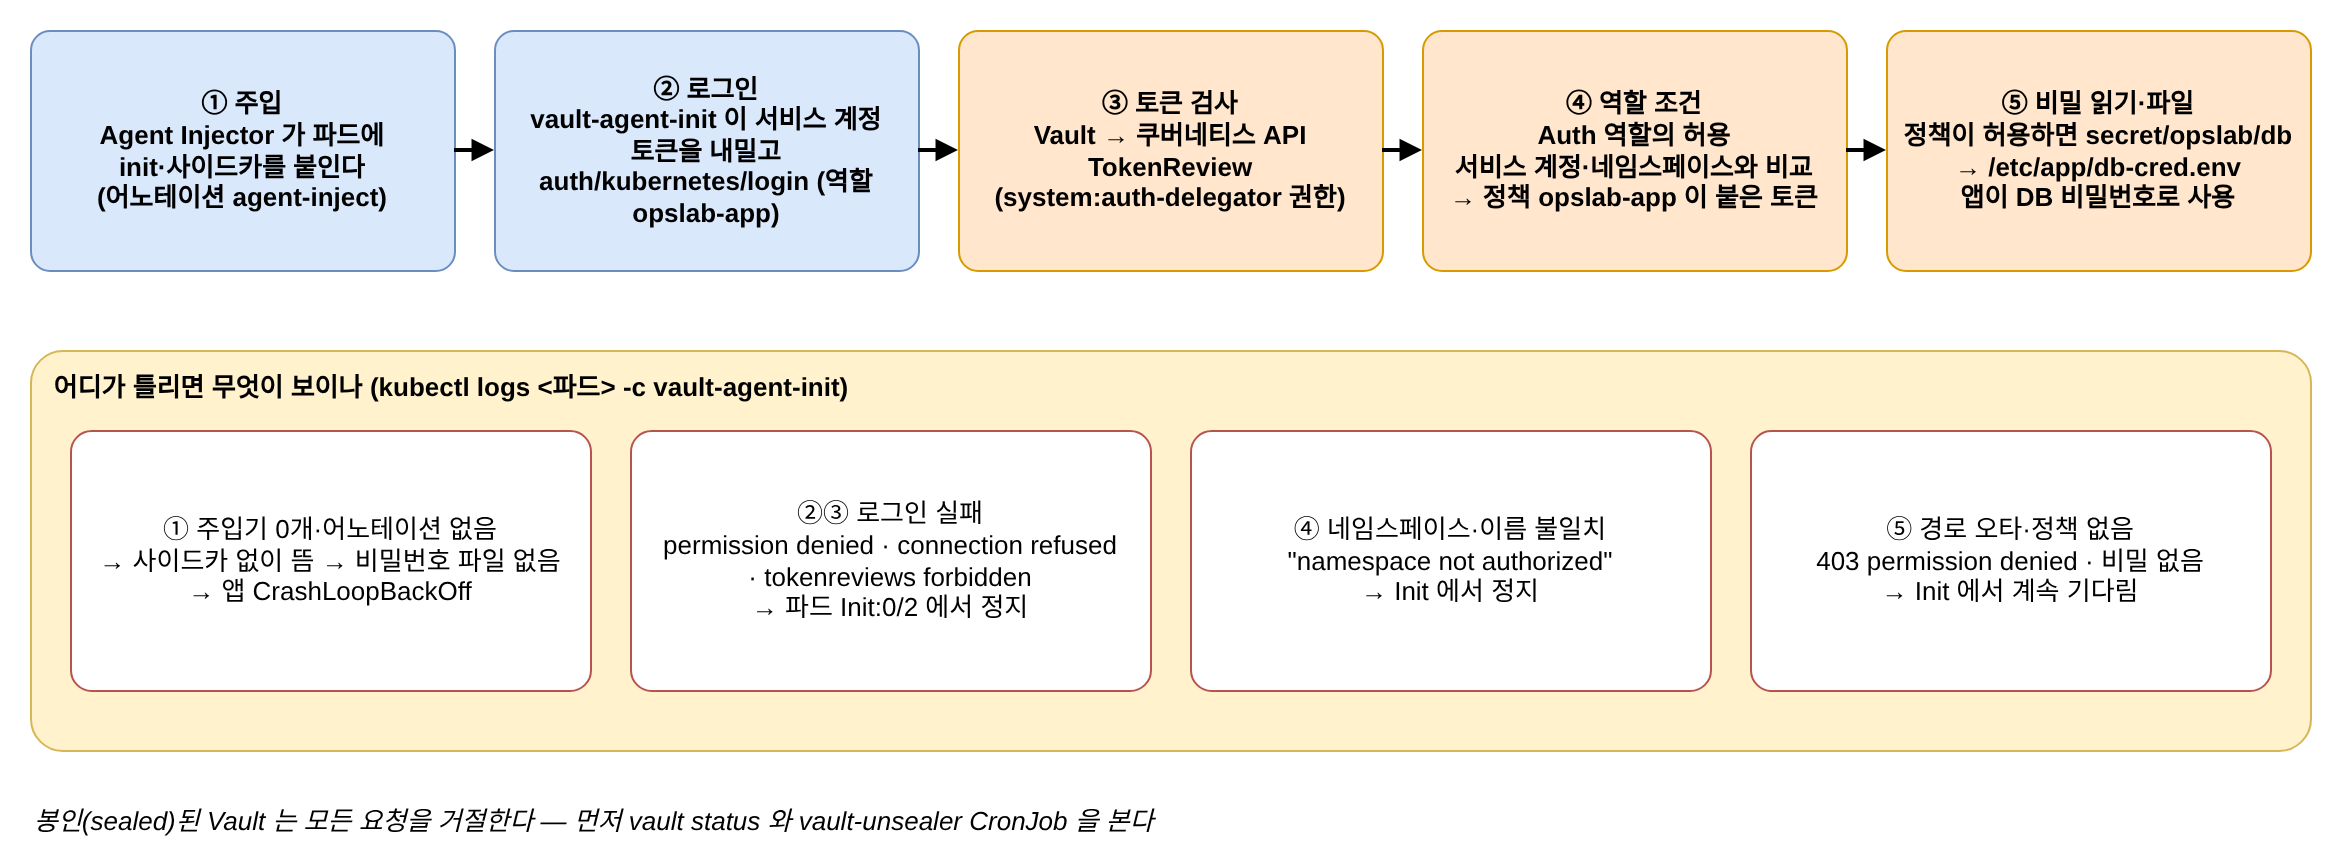 ① 주입
Agent Injector 가 파드에
init·사이드카를 붙인다
(어노테이션 agent-inject)
② 로그인
vault-agent-init 이 서비스 계정
토큰을 내밀고
auth/kubernetes/login (역할
opslab-app)
③ 토큰 검사
Vault → 쿠버네티스 API
TokenReview
(system:auth-delegator 권한)
④ 역할 조건
Auth 역할의 허용
서비스 계정·네임스페이스와 비교
→ 정책 opslab-app 이 붙은 토큰
⑤ 비밀 읽기·파일
정책이 허용하면 secret/opslab/db
→ /etc/app/db-cred.env
앱이 DB 비밀번호로 사용
어디가 틀리면 무엇이 보이나 (kubectl logs <파드> -c vault-agent-init)
① 주입기 0개·어노테이션 없음
→ 사이드카 없이 뜸 → 비밀번호 파일 없음
→ 앱 CrashLoopBackOff
②③ 로그인 실패
permission denied · connection refused
· tokenreviews forbidden
→ 파드 Init:0/2 에서 정지
④ 네임스페이스·이름 불일치
"namespace not authorized"
→ Init 에서 정지
⑤ 경로 오타·정책 없음
403 permission denied · 비밀 없음
→ Init 에서 계속 기다림
봉인(sealed)된 Vault 는 모든 요청을 거절한다 — 먼저 vault status 와 vault-unsealer CronJob 을 본다